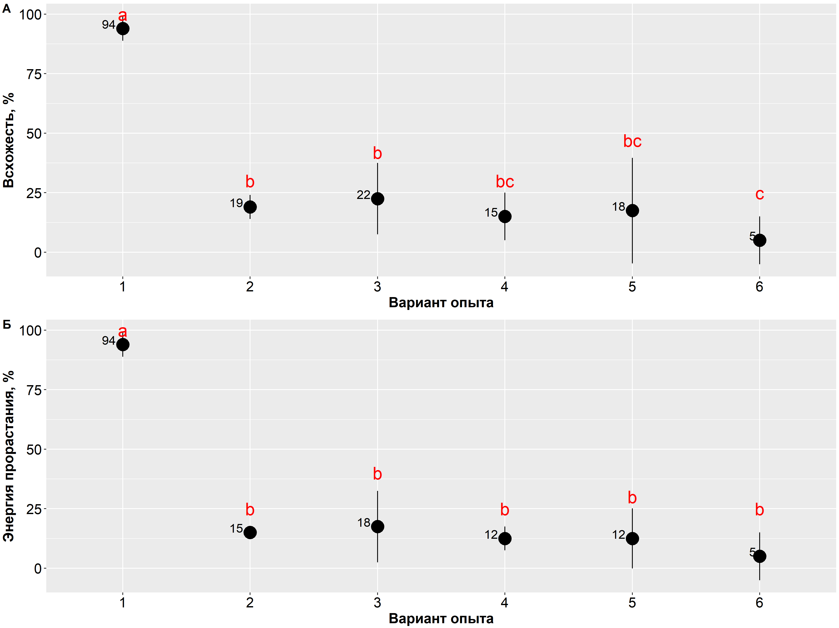 А
Всхожесть, %
100
75
50
25
0
a
94
b
19
b
22
bc
15
bc
18
c
5
1 2 3 4 5 6
Вариант опыта
Б
Энергия прорастания, %
100
75
50
25
0
a
94
b
15
b
18
b
12
b
12
b
5
1 2 3 4 5 6
Вариант опыта